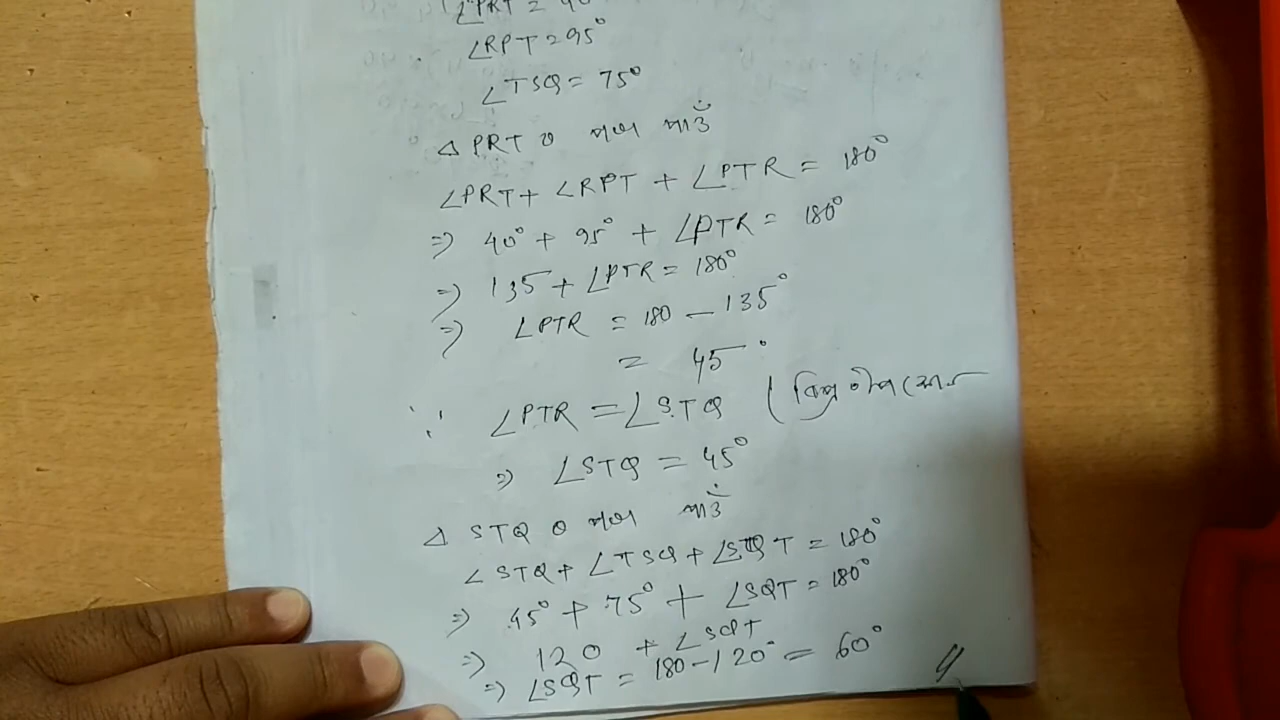 ∠PRT = 40°
∠RPT = 95°
∠TSQ = 75°
△ PRT ত
∠PRT + ∠RPT + ∠PTR = 180°
⇒ 40° + 95° + ∠PTR = 180°
⇒ 135 + ∠PTR = 180°
⇒ ∠PTR = 180 - 135°
= 45°
∵ ∠PTR = ∠STQ (
⇒ ∠STQ = 45°
△ STQ ত
∠STQ + ∠TSQ + ∠SQT = 180°
⇒ 45° + 75° + ∠SQT = 180°
⇒ 120 + ∠SQT
⇒ ∠SQT = 180 - 120° = 60°